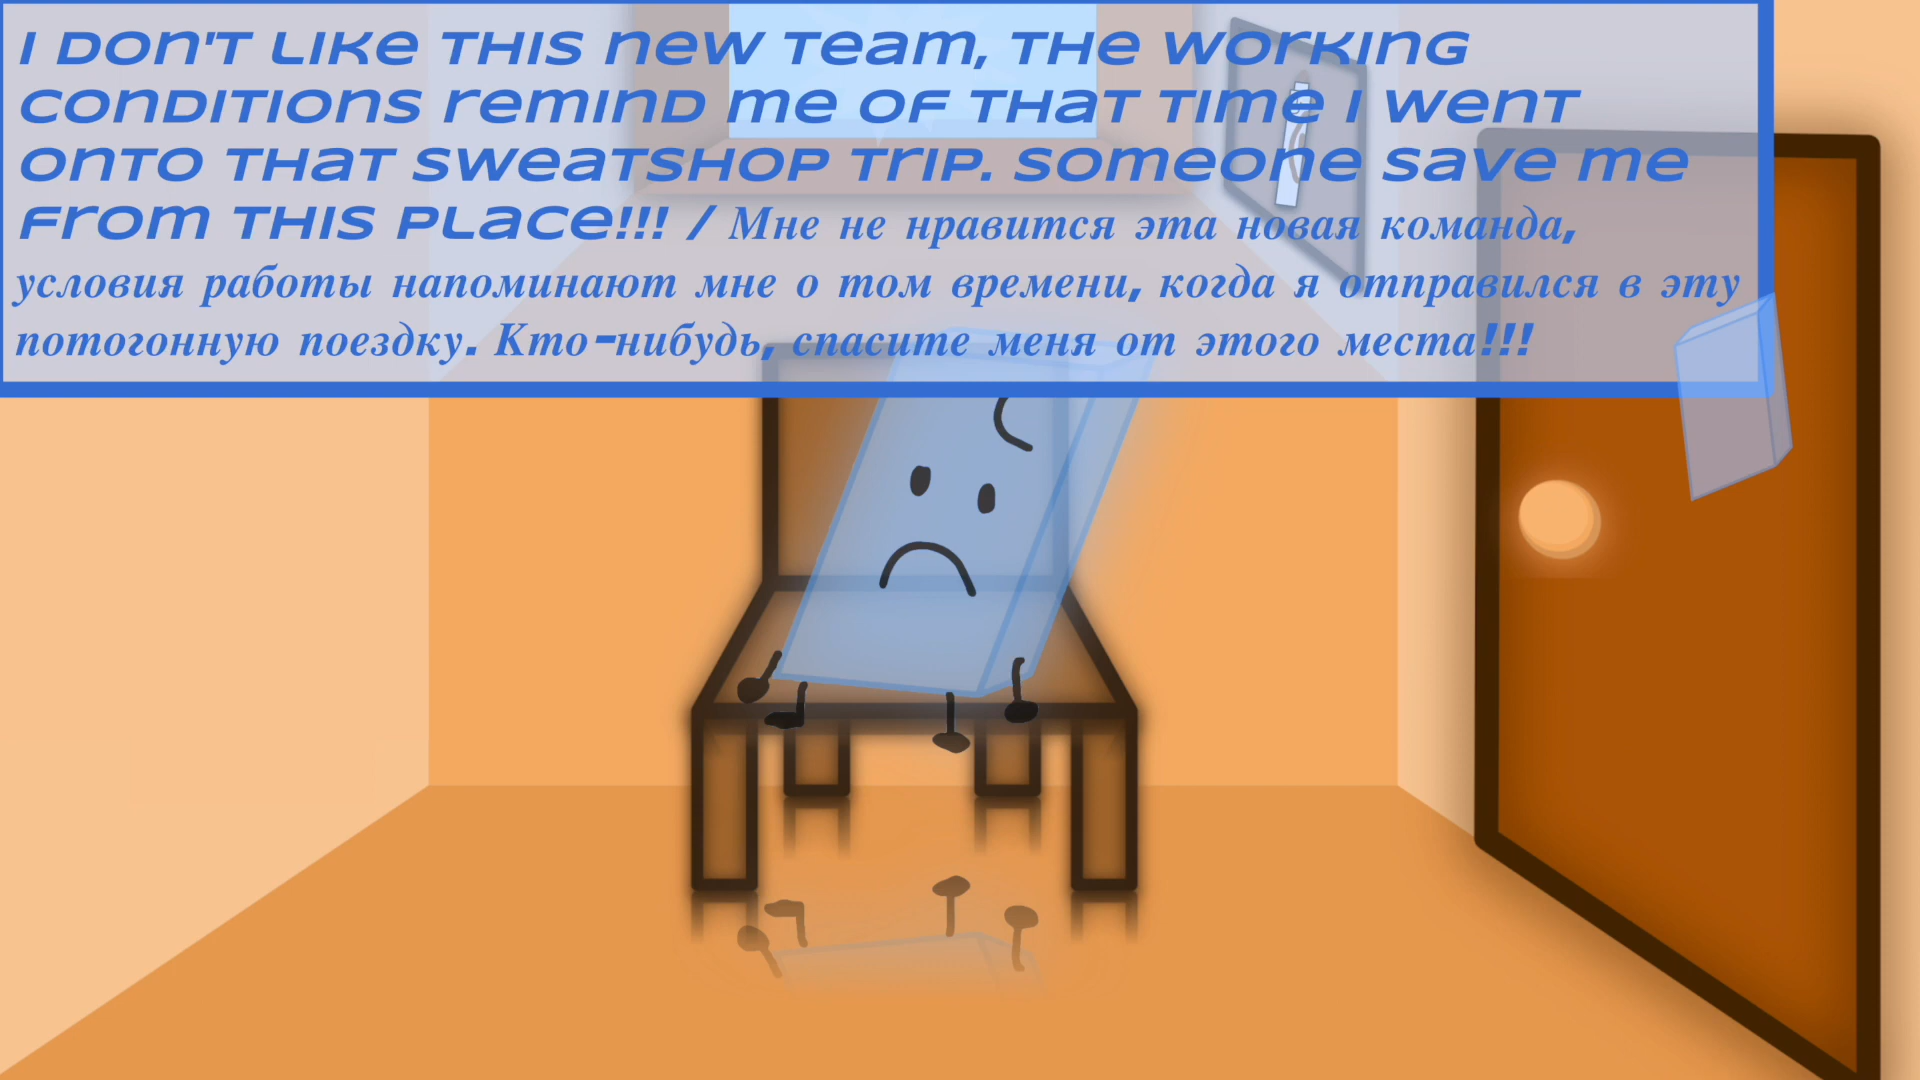 I DON'T LIKE THIS NEW TEAM, THE WORKING
CONDITIONS REMIND ME OF THAT TIME I WENT
ONTO THAT SWEATSHOP TRIP. SOMEONE SAVE ME
FROM THIS PLACE!!! / Мне не нравится эта новая команда,
условия работы напоминают мне о том времени, когда я отправился в эту
потогонную поездку. Кто-нибудь, спасите меня от этого места!!!